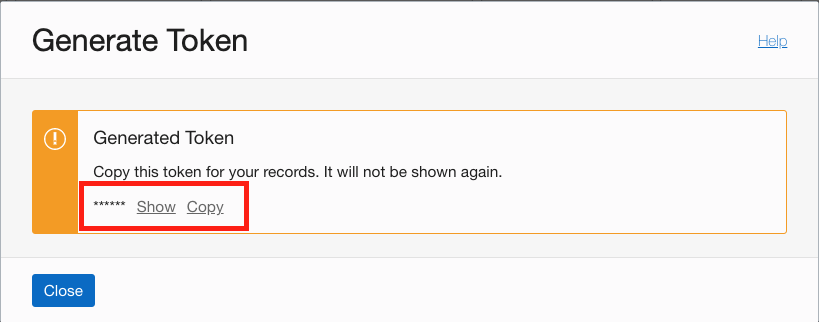 Generate Token
Help
Generated Token
Copy this token for your records. It will not be shown again.
****** Show Copy
Close